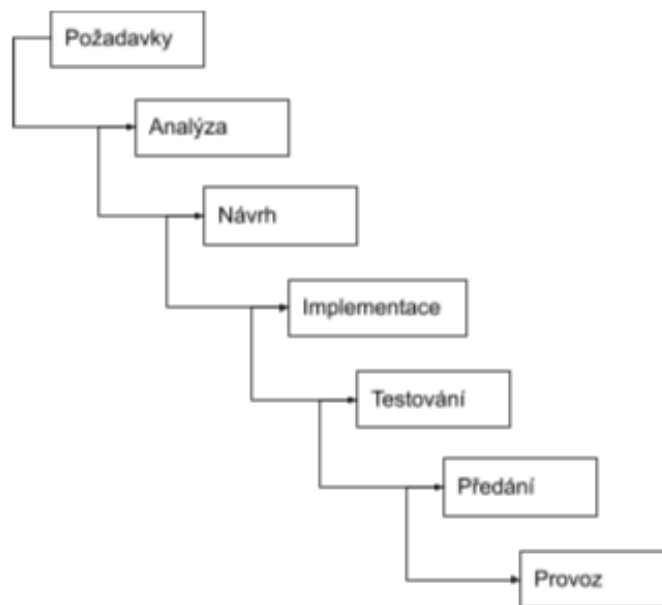 Požadavky
Analýza
Návrh
Implementace
Testování
Předání
Provoz